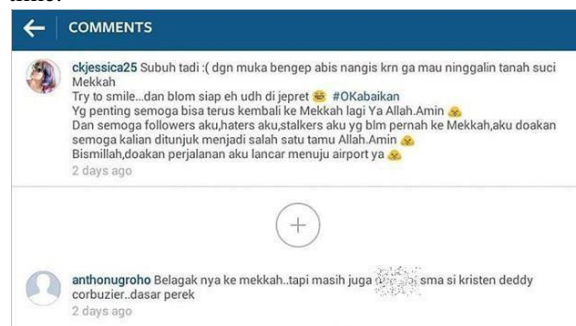 COMMENTS
ckjessica25 Subuh tadi :( dgn muka bengep abis nangis krn ga mau ninggalin tanah suci
Mekkah
Try to smile...dan blom siap eh udh di jepret 😆 #OKabaikan
Yg penting semoga bisa terus kembali ke Mekkah lagi Ya Allah.Amin 🙏
Dan semoga followers aku,haters aku,stalkers aku yg blm pernah ke Mekkah,aku doakan
semoga kalian ditunjuk menjadi salah satu tamu Allah.Amin 🙏
Bismillah,doakan perjalanan aku lancar menuju airport ya 🙏
2 days ago
anthonugroho Belagak nya ke mekkah..tapi masih juga sma si kristen deddy
corbuzier..dasar perek
2 days ago